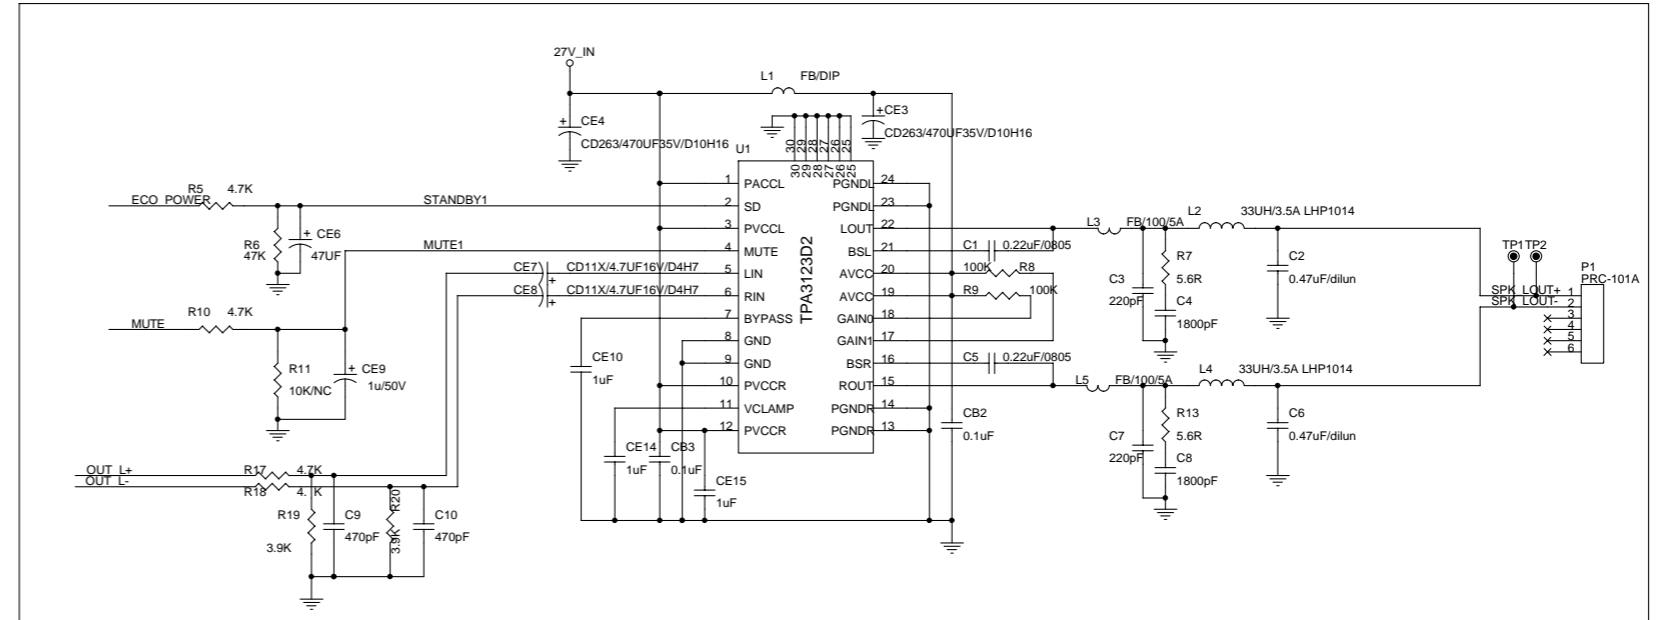 27V_IN
L1 FB/DIP
+ CE4
CD263/470UF35V/D10H16
+CE3
CD263/470UF35V/D10H16
30 29 28 27 26 25
30 29 28 27 26 25
U1
TPA3123D2
1 PACCL
2 SD
3 PVCCL
4 MUTE
5 LIN
6 RIN
7 BYPASS
8 GND
9 GND
10 PVCCR
11 VCLAMP
12 PVCCR
PGNDL 24
PGNDL 23
LOUT 22
BSL 21
AVCC 20
AVCC 19
GAIN0 18
GAIN1 17
BSR 16
ROUT 15
PGNDR 14
PGNDR 13
R5 4.7K
ECO_POWER
STANDBY1
R6
47K
+ CE6
47UF
MUTE1
CE7 CD11X/4.7UF16V/D4H7
+
CE8 CD11X/4.7UF16V/D4H7
+
R10 4.7K
MUTE
R11
10K/NC
+ CE9
1u/50V
CE10
1uF
CE14
1uF
CB3
0.1uF
CE15
1uF
OUT_L+
OUT_L-
R17 4.7K
R18 4. K
R19
3.9K
C9
470pF
R20
3.9K
C10
470pF
C1 0.22uF/0805
100K R8
R9 100K
C5 0.22uF/0805
CB2
0.1uF
L3 FB/100/5A
L2 33UH/3.5A LHP1014
R7
5.6R
C3
220pF
C4
1800pF
C2
0.47uF/dilun
L5 FB/100/5A
L4 33UH/3.5A LHP1014
R13
5.6R
C7
220pF
C8
1800pF
C6
0.47uF/dilun
TP1 TP2
P1
PRC-101A
SPK_LOUT+ 1
SPK_LOUT- 2
3
4
5
6